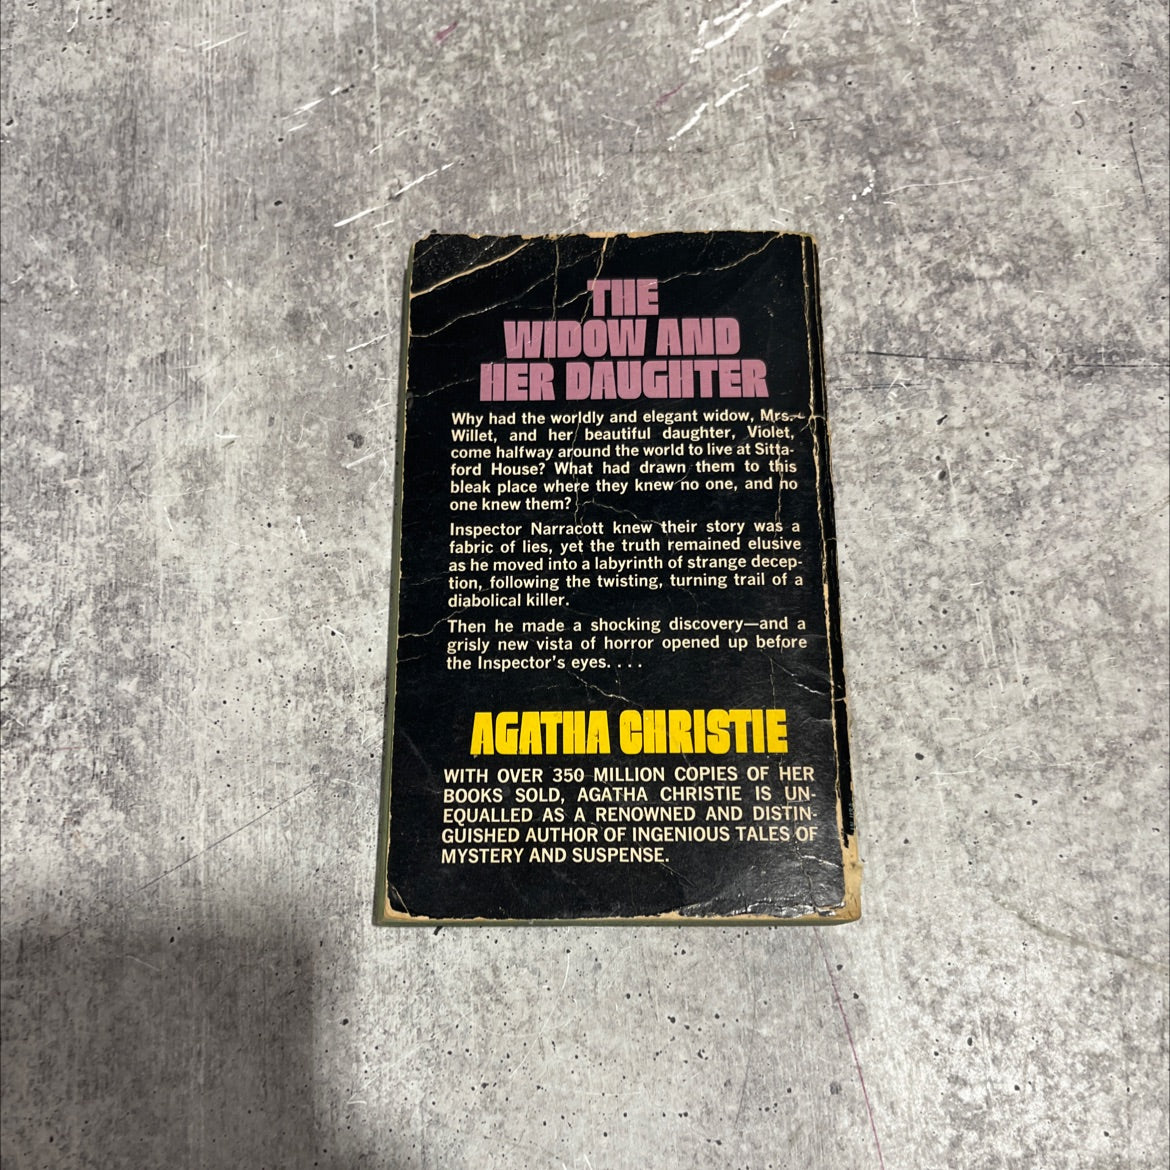 THE
WIDOW AND
HER DAUGHTER
Why had the worldly and elegant widow, Mrs.
Willet, and her beautiful daughter, Violet,
come halfway around the world to live at Sitta-
ford House? What had drawn them to this
bleak place where they knew no one, and no
one knew them?
Inspector Narracott knew their story was a
fabric of lies, yet the truth remained elusive
as he moved into a labyrinth of strange decep-
tion, following the twisting, turning trail of a
diabolical killer.
Then he made a shocking discovery—and a
grisly new vista of horror opened up before
the Inspector's eyes. . . .
AGATHA CHRISTIE
WITH OVER 350 MILLION COPIES OF HER
BOOKS SOLD, AGATHA CHRISTIE IS UN-
EQUALLED AS A RENOWNED AND DISTIN-
GUISHED AUTHOR OF INGENIOUS TALES OF
MYSTERY AND SUSPENSE.